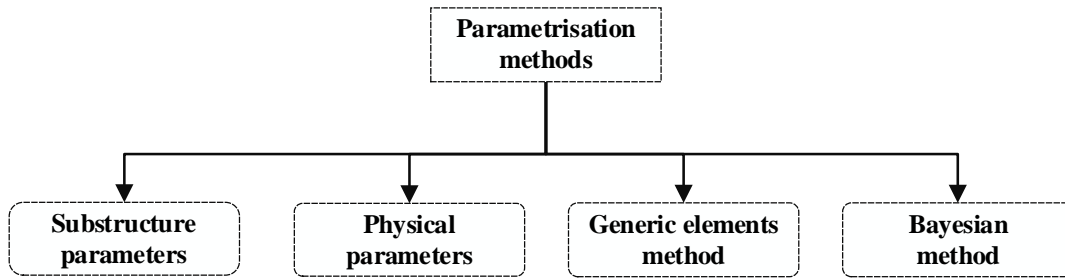 Parametrisation
methods
Substructure
parameters
Physical
parameters
Generic elements
method
Bayesian
method